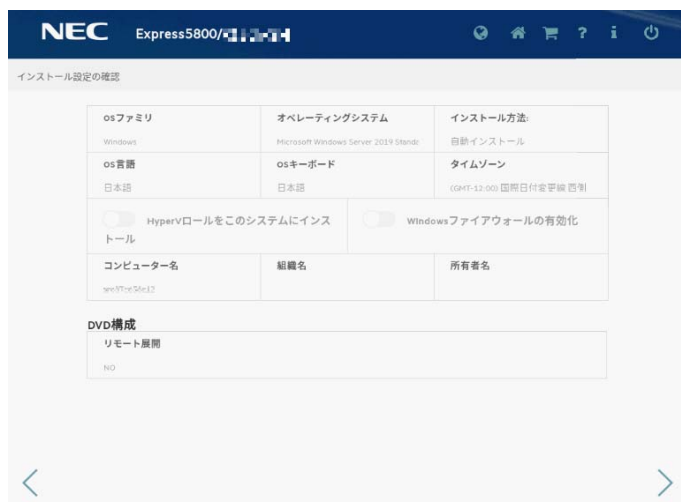 NEC Express5800/
インストール設定の確認
OSファミリ オペレーティングシステム インストール方法:
Windows Microsoft Windows Server 2019 Standc 自動インストール
OS言語 OSキーボード タイムゾーン
日本語 日本語 (GMT-12:00) 国際日付変更線 西側
HyperVロールをこのシステムにインス Windowsファイアウォールの有効化
トール
コンピューター名 組織名 所有者名
DVD構成
リモート展開
NO